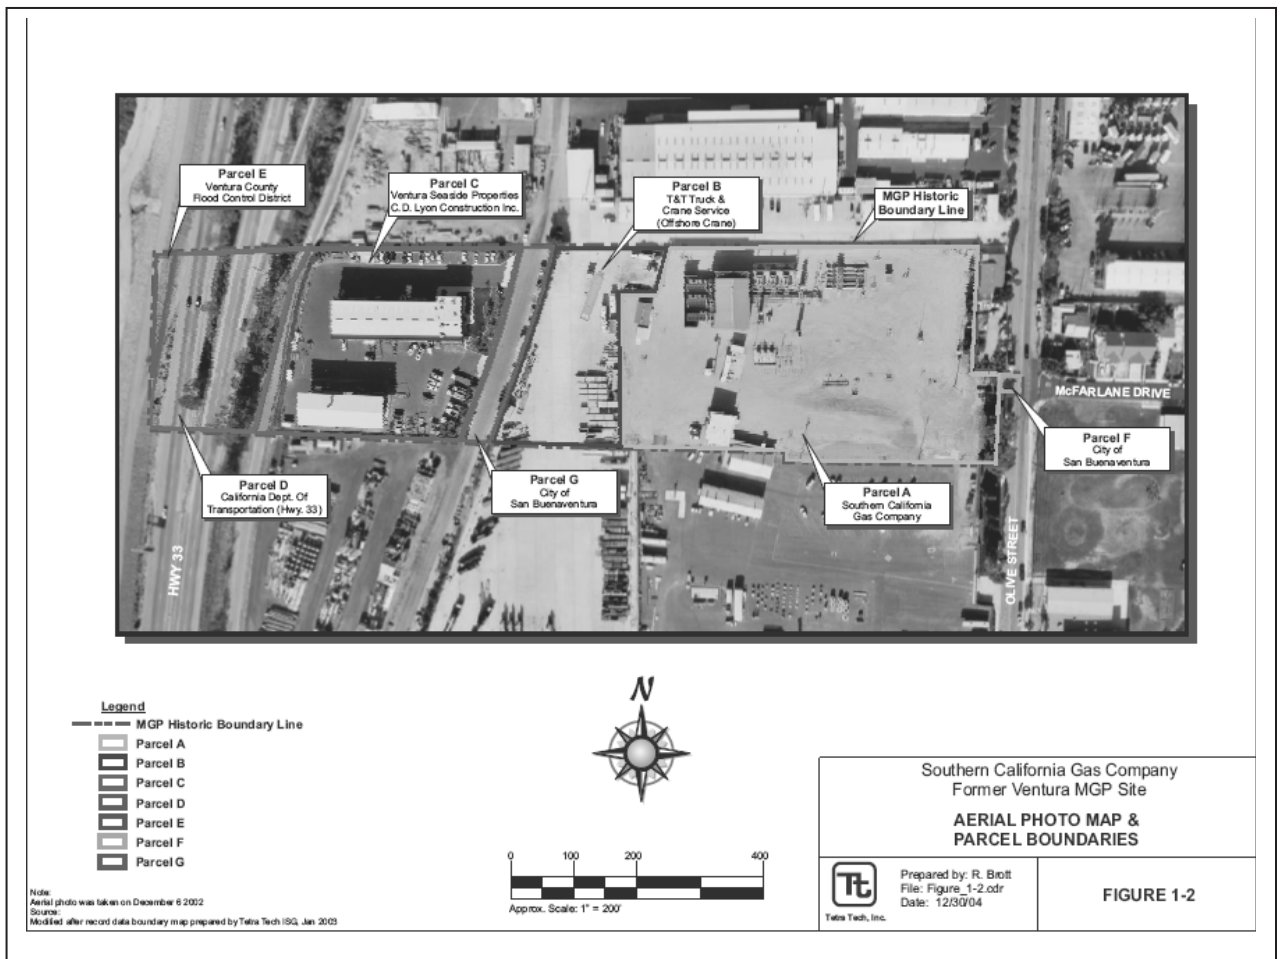 Parcel E
Ventura County
Flood Control District
Parcel C
Ventura Seaside Properties
C.D. Lyon Construction Inc.
Parcel B
T&T Truck &
Crane Service
(Offshore Crane)
MGP Historic
Boundary Line
McFARLANE DRIVE
Parcel F
City of
San Buenaventura
Parcel D
California Dept. Of
Transportation (Hwy. 33)
Parcel G
City of
San Buenaventura
Parcel A
Southern California
Gas Company
HWY 33
OLIVE STREET
N
Legend
MGP Historic Boundary Line
Parcel A
Parcel B
Parcel C
Parcel D
Parcel E
Parcel F
Parcel G
Note:
Aerial photo was taken on December 6 2002
Source:
Modified after record data boundary map prepared by Tetra Tech ISG, Jan 2003
0 100 200 400
Approx. Scale: 1" = 200'
Southern California Gas Company
Former Ventura MGP Site
AERIAL PHOTO MAP &
PARCEL BOUNDARIES
Tt
Tetra Tech, Inc.
Prepared by: R. Brott
File: Figure_1-2.cdr
Date: 12/30/04
FIGURE 1-2